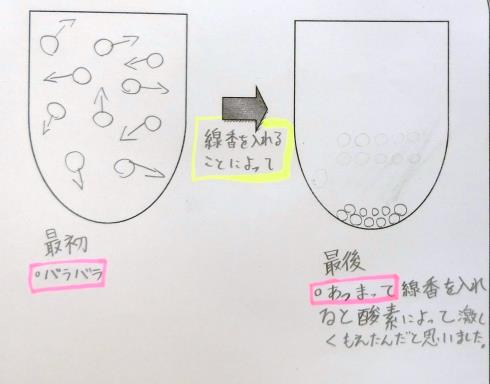 線香を入れる
ことによって
最初
○バラバラ
最後
○あつまって線香を入れ
ると酸素によって激し
くもえたんだと思いました。